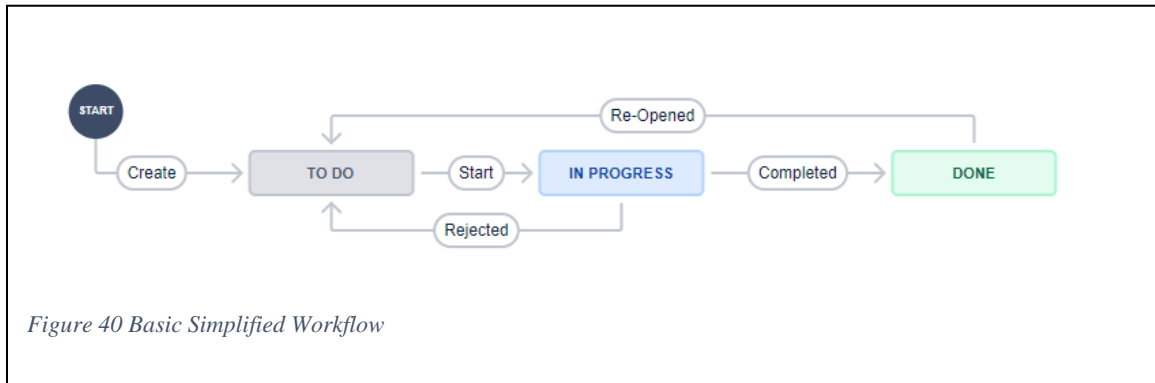 START
Re-Opened
Create
TO DO
Start
IN PROGRESS
Completed
DONE
Rejected
Figure 40 Basic Simplified Workflow